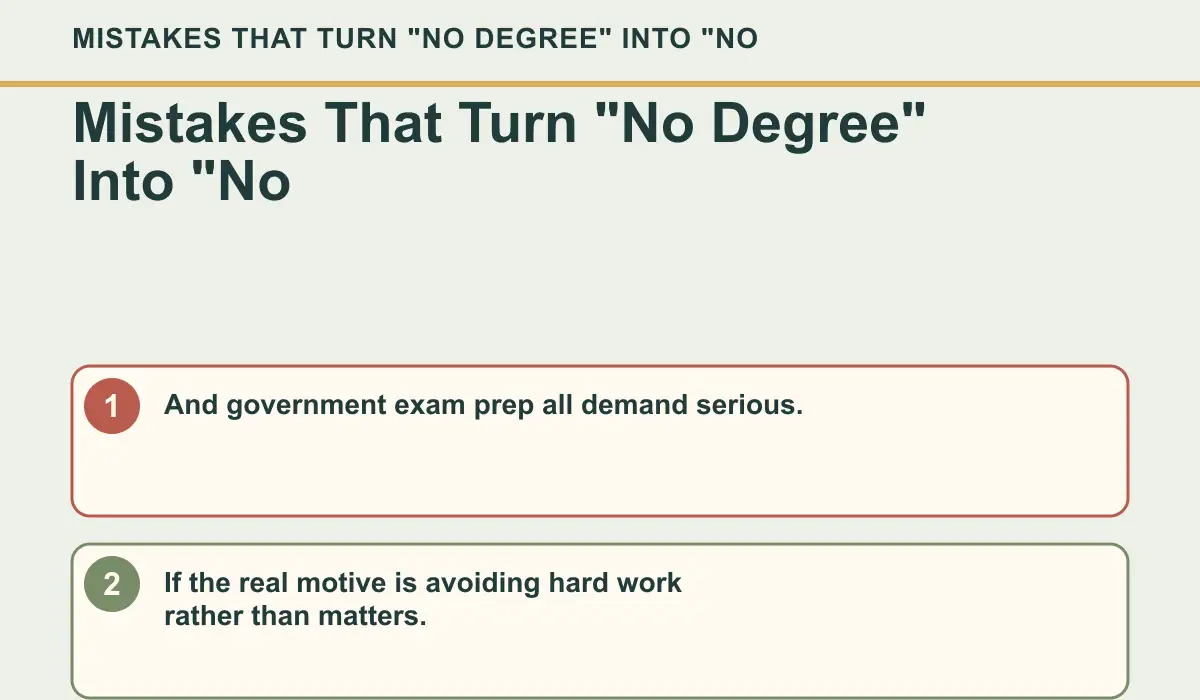 MISTAKES THAT TURN "NO DEGREE" INTO "NO
Mistakes That Turn "No Degree"
Into "No
1
And government exam prep all demand serious.
2
If the real motive is avoiding hard work
rather than matters.